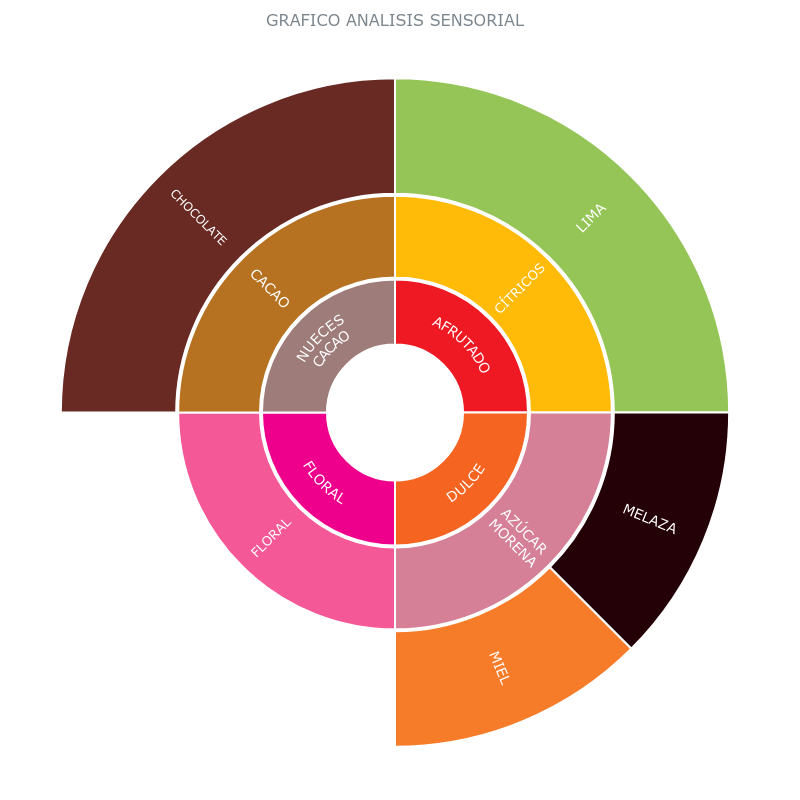 GRAFICO ANALISIS SENSORIAL
CHOCOLATE
LIMA
CACAO
CÍTRICOS
NUECES
CACAO
AFRUTADO
FLORAL
DULCE
FLORAL
AZÚCAR
MORENA
MELAZA
MIEL